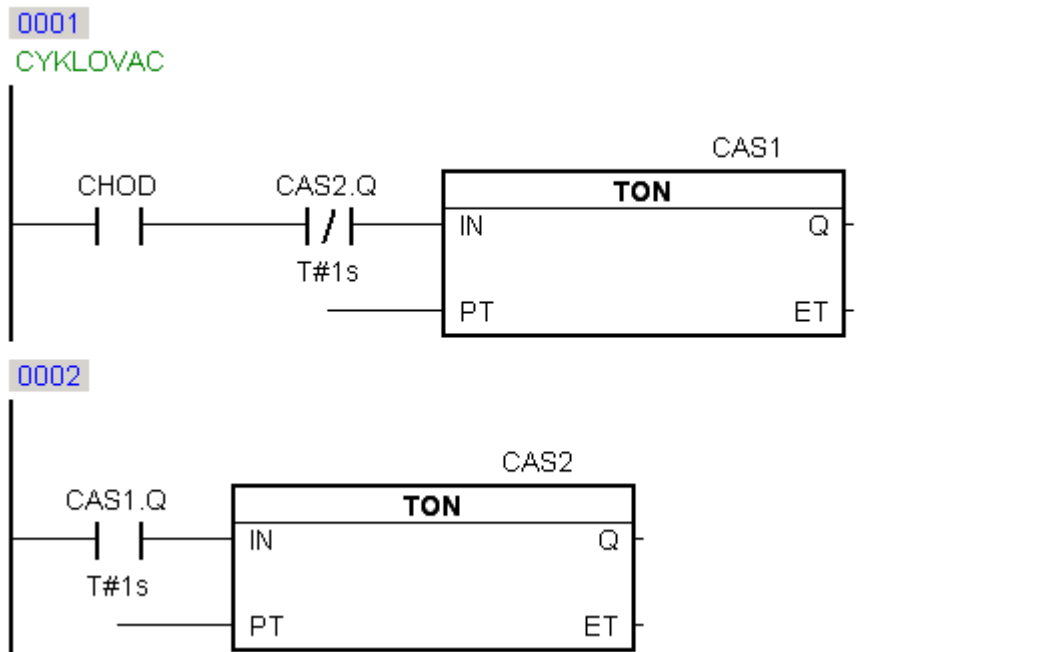 0001
CYKLOVAC
CAS1
CHOD CAS2.Q TON
IN Q
T#1s
PT ET
0002
CAS2
CAS1.Q TON
IN Q
T#1s
PT ET